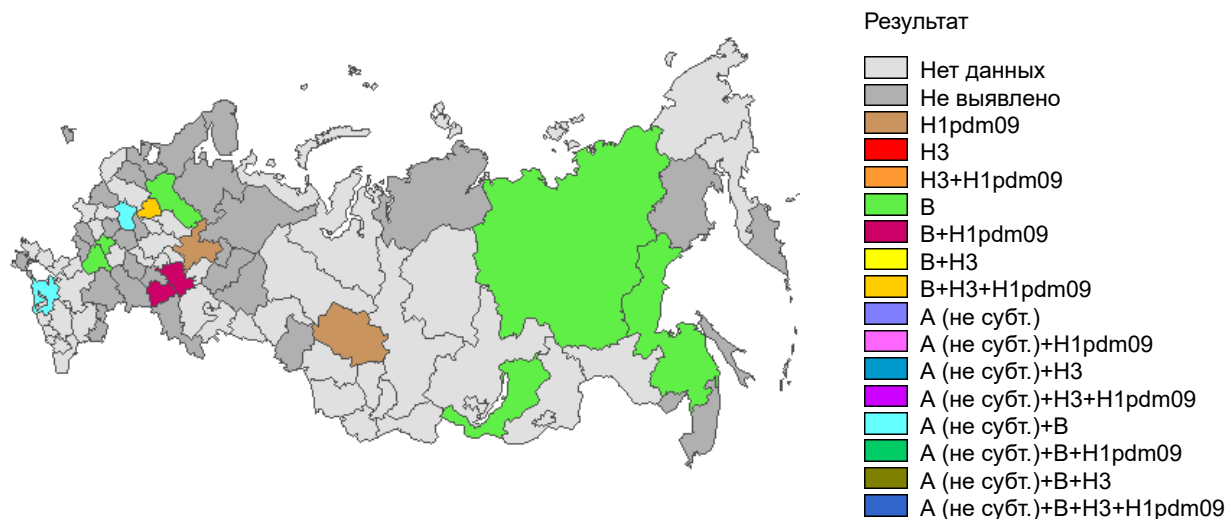 Результат
Нет данных
Не выявлено
H1pdm09
H3
H3+H1pdm09
B
B+H1pdm09
B+H3
B+H3+H1pdm09
А (не субт.)
А (не субт.)+H1pdm09
А (не субт.)+H3
А (не субт.)+H3+H1pdm09
А (не субт.)+B
А (не субт.)+B+H1pdm09
А (не субт.)+B+H3
А (не субт.)+B+H3+H1pdm09